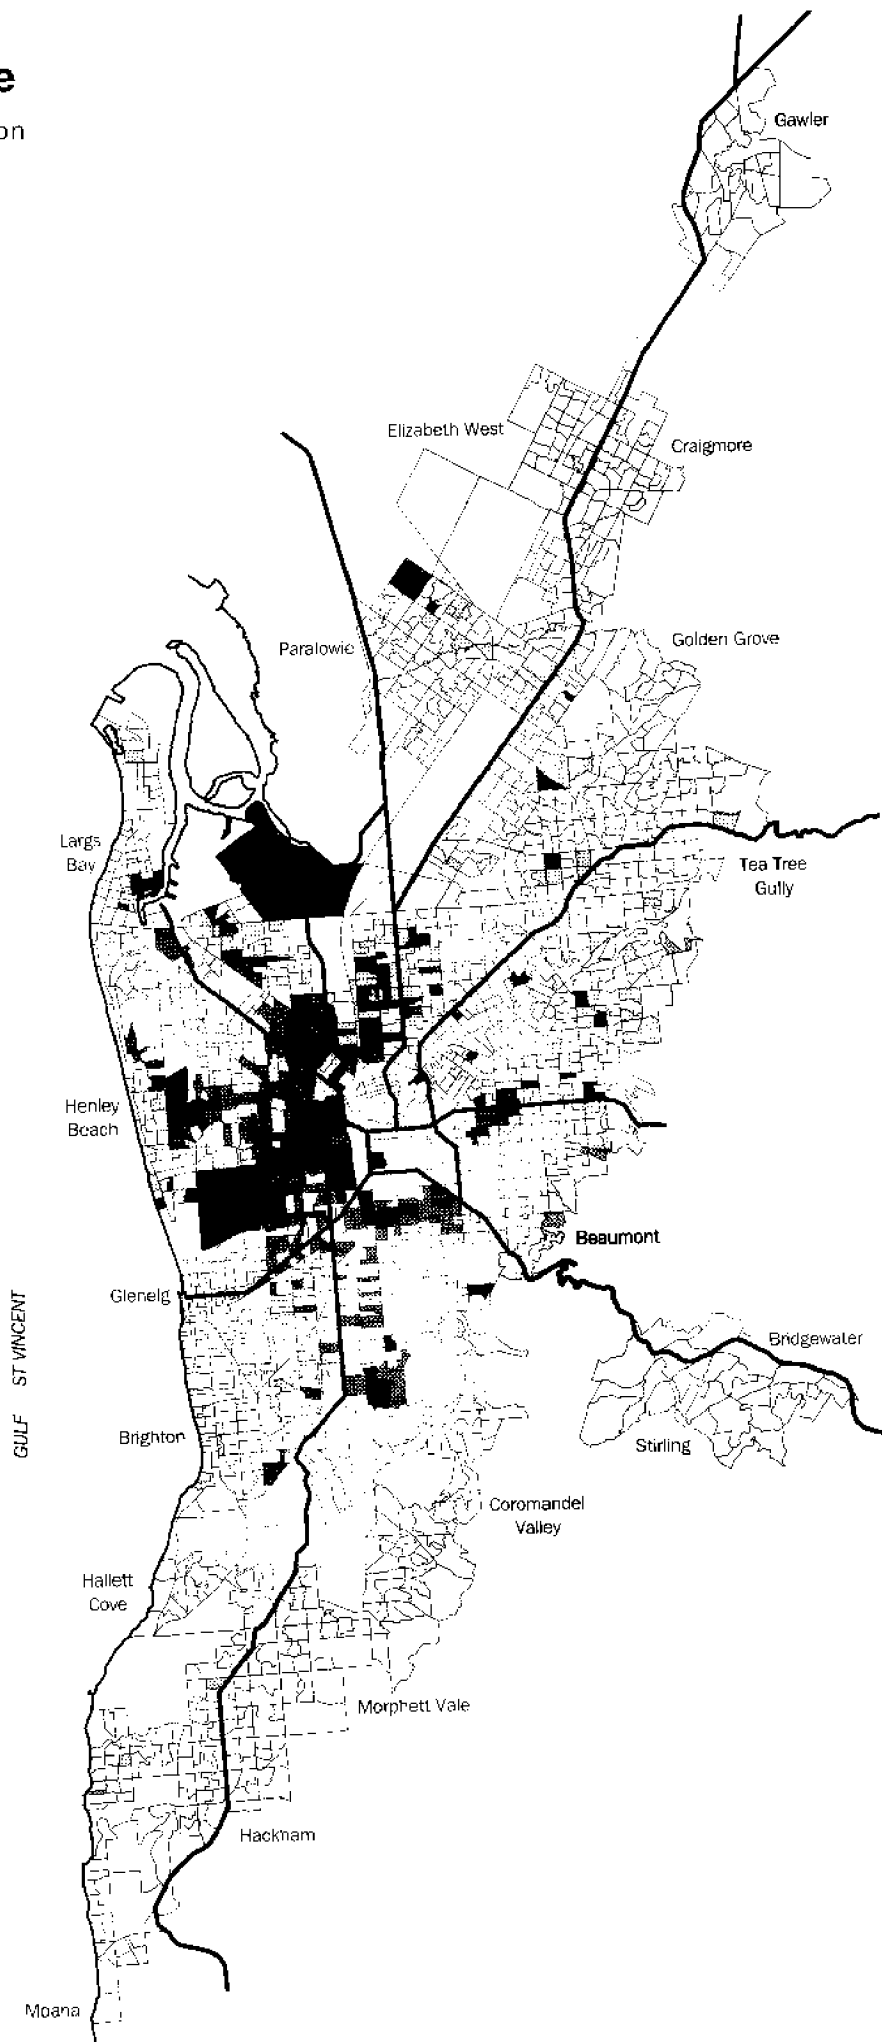 e
on
Gawler
Elizabeth West
Craigmore
Paralowie
Golden Grove
Largs
Bay
Tea Tree
Gully
Henley
Beach
Beaumont
Glenelg
GULF ST VINCENT
Bridgewater
Brighton
Stirling
Coromandel
Valley
Hallett
Cove
Morphett Vale
Hackham
Moana